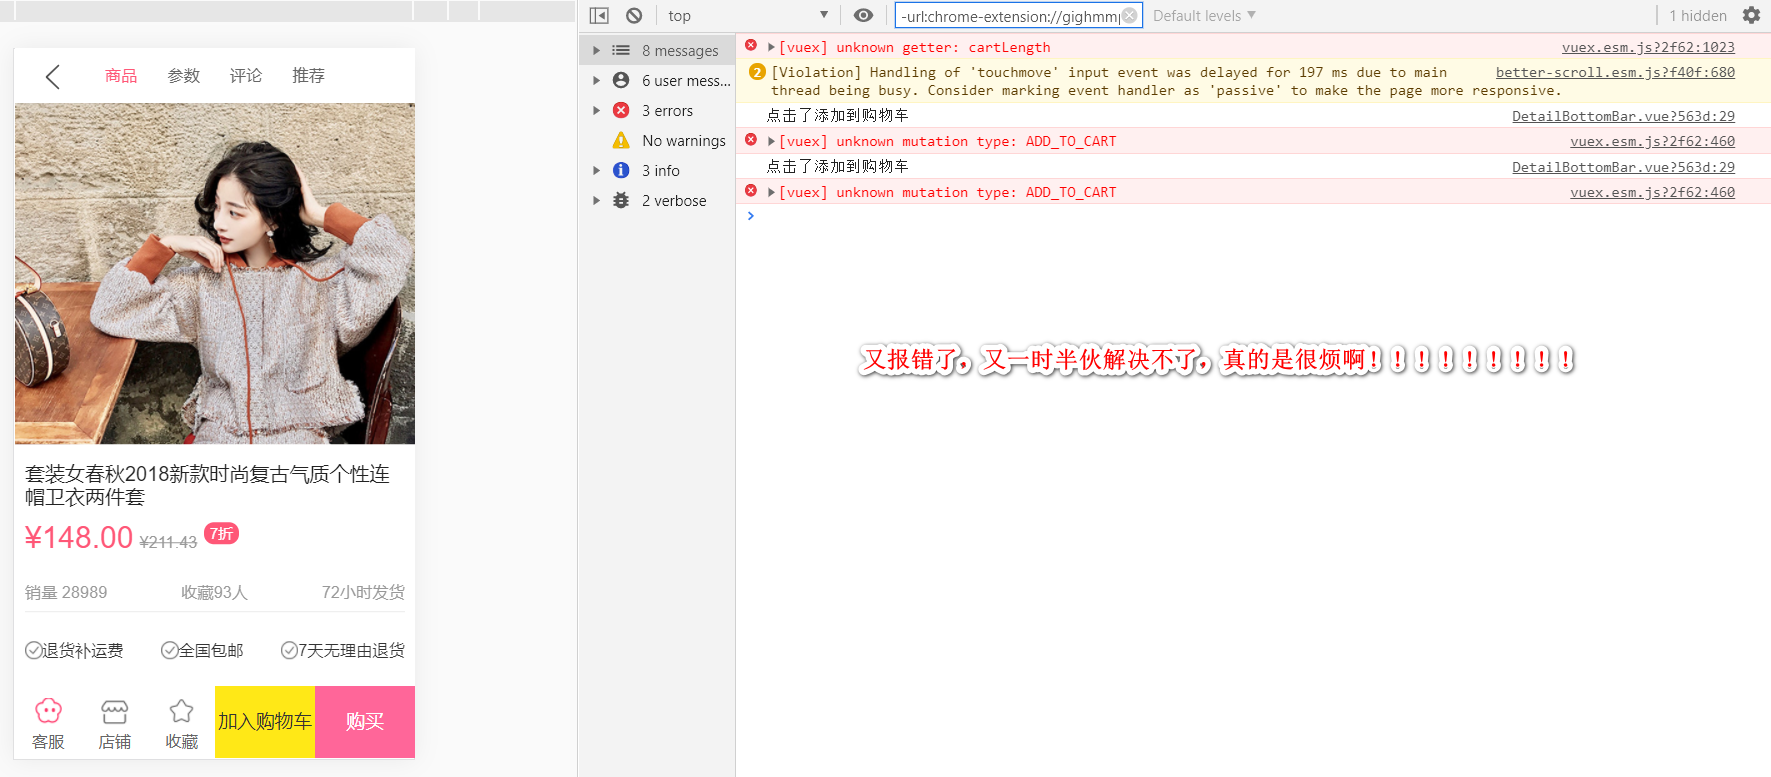 商品 参数 评论 推荐
套装女春秋2018新款时尚复古气质个性连
帽卫衣两件套
¥148.00 ¥211.43 7折
销量 28989 收藏93人 72小时发货
退货补运费 全国包邮 7天无理由退货
客服 店铺 收藏 加入购物车 购买
top -url:chrome-extension://gighmm Default levels 1 hidden
8 messages
6 user mess...
3 errors
No warnings
3 info
2 verbose
[vuex] unknown getter: cartLength vuex.esm.js?2f62:1023
2 [Violation] Handling of 'touchmove' input event was delayed for 197 ms due to main better-scroll.esm.js?f40f:680
thread being busy. Consider marking event handler as 'passive' to make the page more responsive.
点击了添加到购物车 DetailBottomBar.vue?563d:29
[vuex] unknown mutation type: ADD_TO_CART vuex.esm.js?2f62:460
点击了添加到购物车 DetailBottomBar.vue?563d:29
[vuex] unknown mutation type: ADD_TO_CART vuex.esm.js?2f62:460
又报错了，又一时半伙解决不了，真的是很烦啊！！！！！！！！！